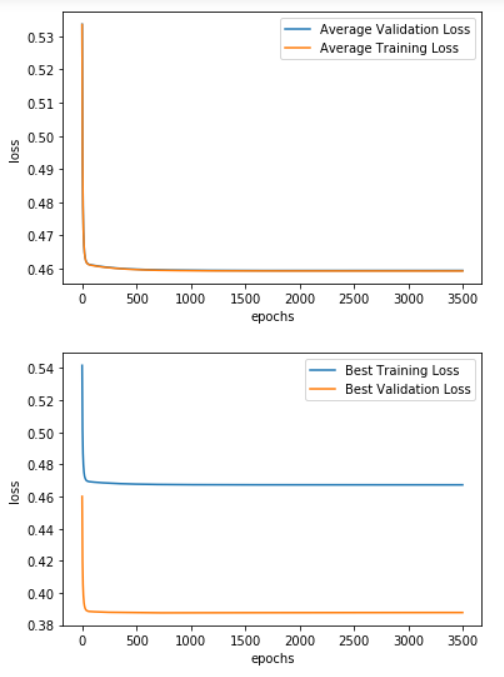 Average Validation Loss
Average Training Loss
0.53
0.52
0.51
0.50
0.49
0.48
0.47
0.46
loss
0 500 1000 1500 2000 2500 3000 3500
epochs
Best Training Loss
Best Validation Loss
0.54
0.52
0.50
0.48
0.46
0.44
0.42
0.40
0.38
loss
0 500 1000 1500 2000 2500 3000 3500
epochs